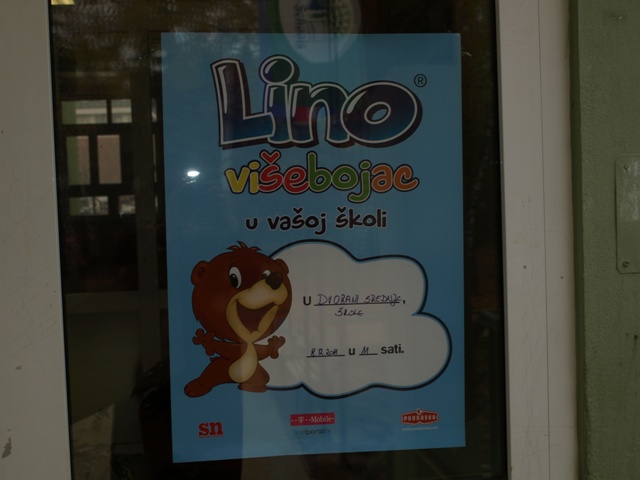 Lino®
višebojac
u vašoj školi
U DVORANI SREDNJE,
ŠKOLE
u 11 sati.
sn
T··Mobile·
PODRAVKA